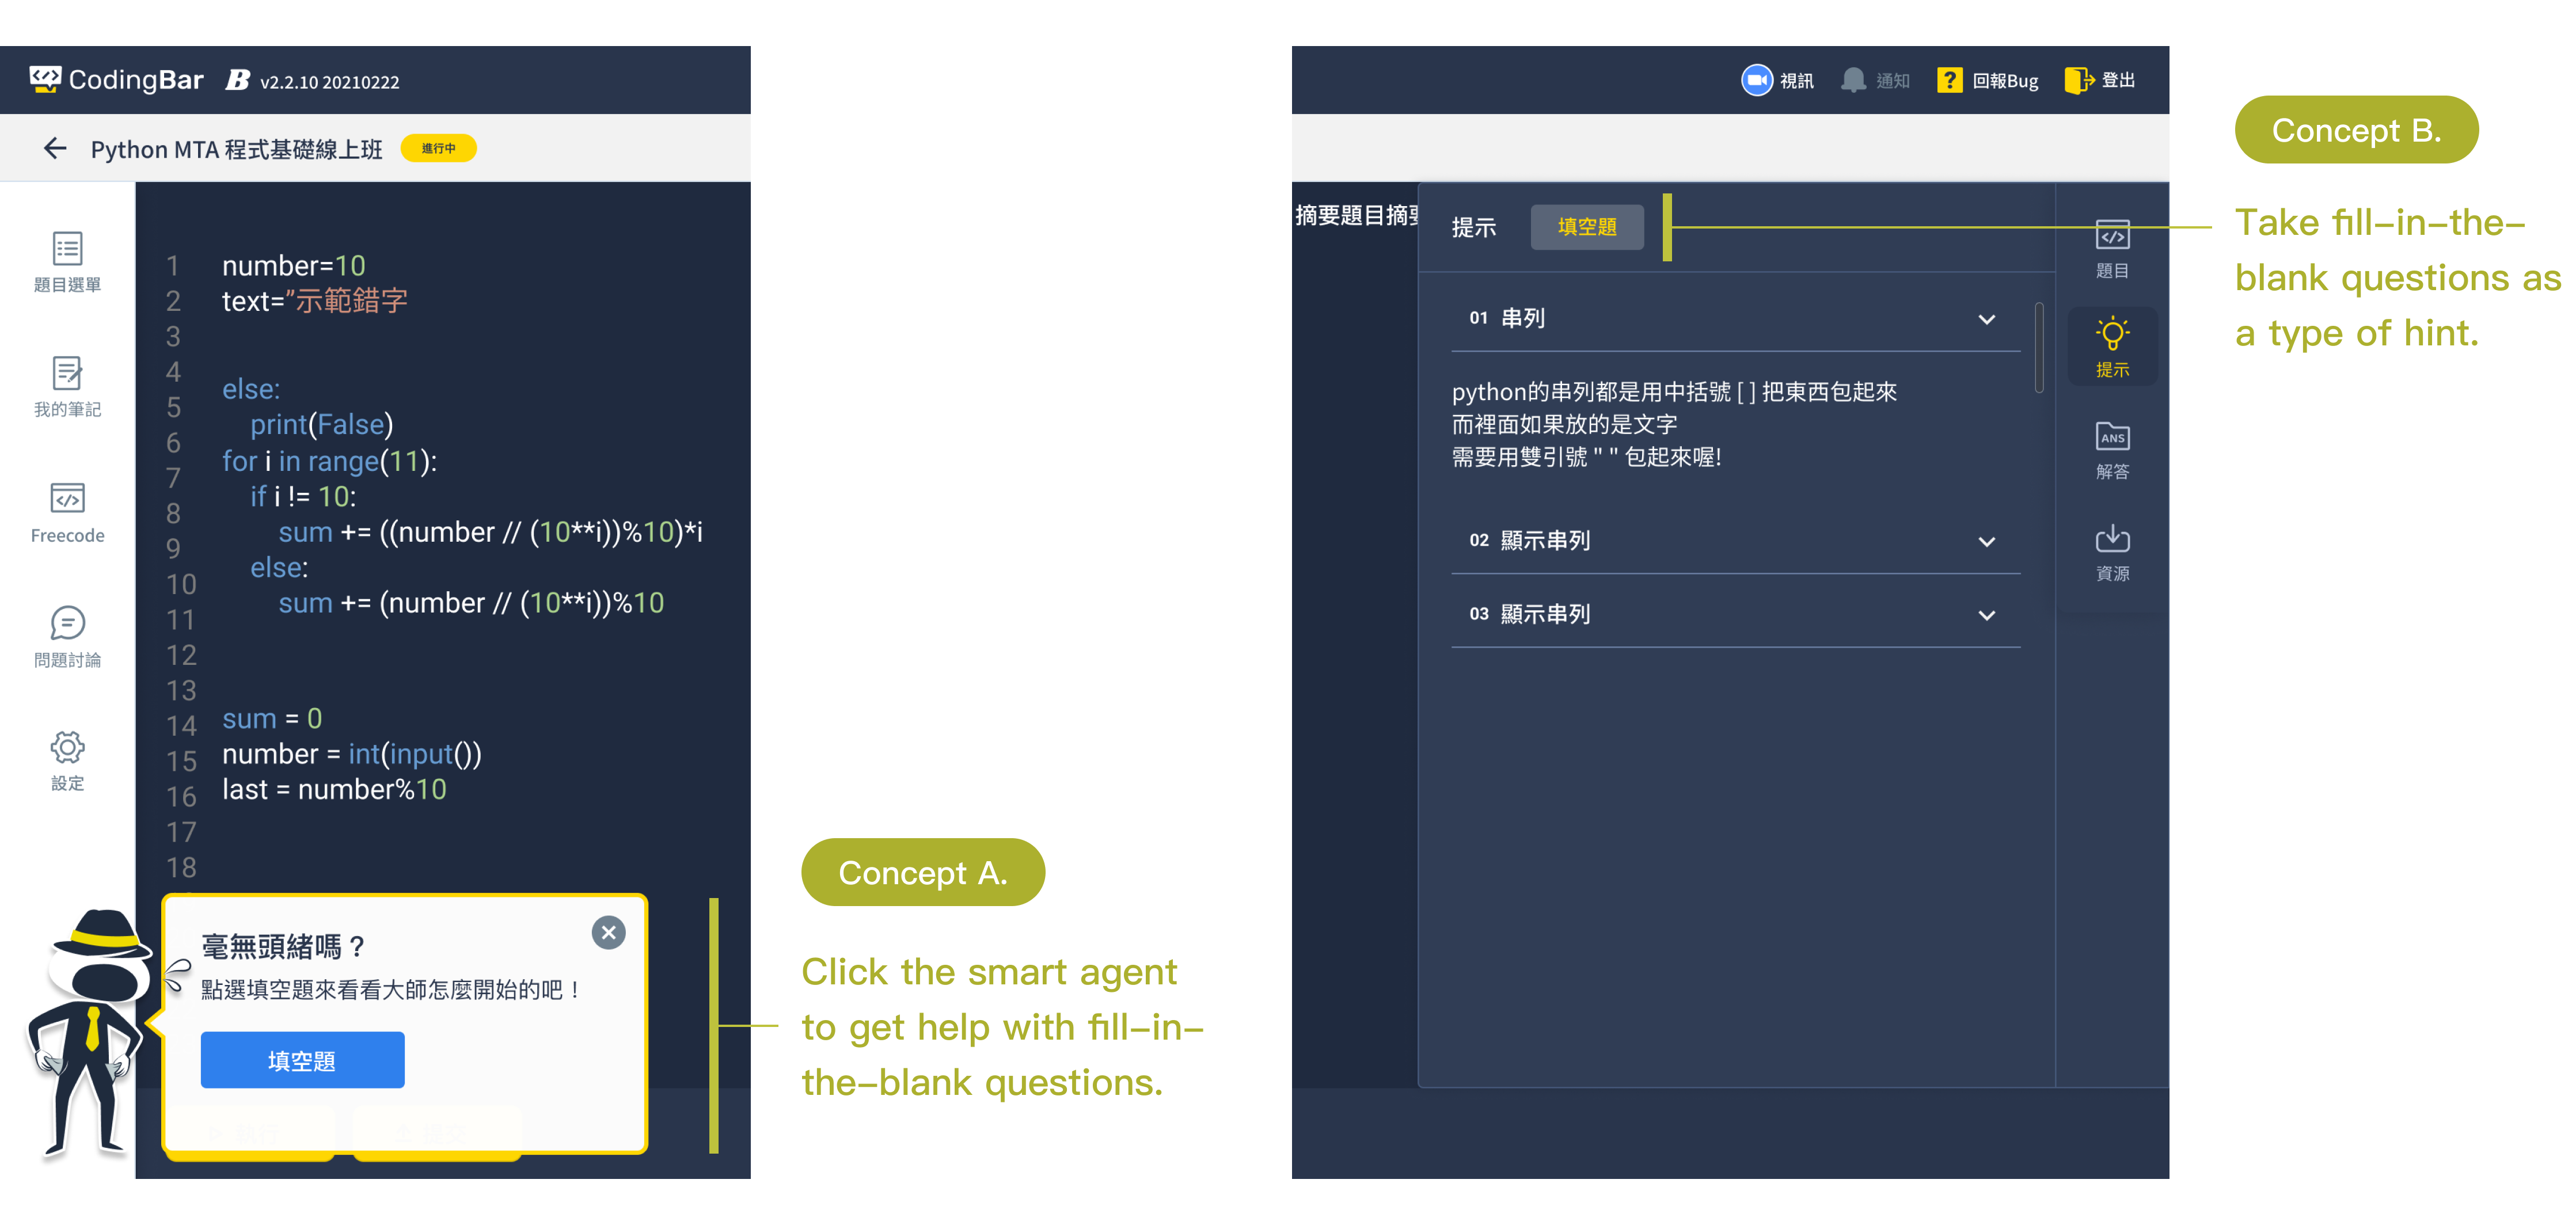 CodingBar B v2.2.10 20210222
Python MTA 程式基礎線上班 進行中
題目選單
我的筆記
Freecode
問題討論
設定
1 number=10
2 text="示範錯字
3
4 else:
5 print(False)
6 for i in range(11):
7 if i != 10:
8 sum += ((number // (10**i))%10)*i
9 else:
10 sum += (number // (10**i))%10
11
12
13
14 sum = 0
15 number = int(input())
16 last = number%10
17
18
毫無頭緒嗎？
點選填空題來看看大師怎麼開始的吧！
填空題
Concept A.
Click the smart agent
to get help with fill-in-
the-blank questions.
視訊 通知 ? 回報Bug 登出
摘要題目摘要
提示 填空題
01 串列
python的串列都是用中括號 [ ] 把東西包起來
而裡面如果放的是文字
需要用雙引號 " " 包起來喔!
02 顯示串列
03 顯示串列
題目
提示
ANS
解答
資源
Concept B.
Take fill-in-the-
blank questions as
a type of hint.